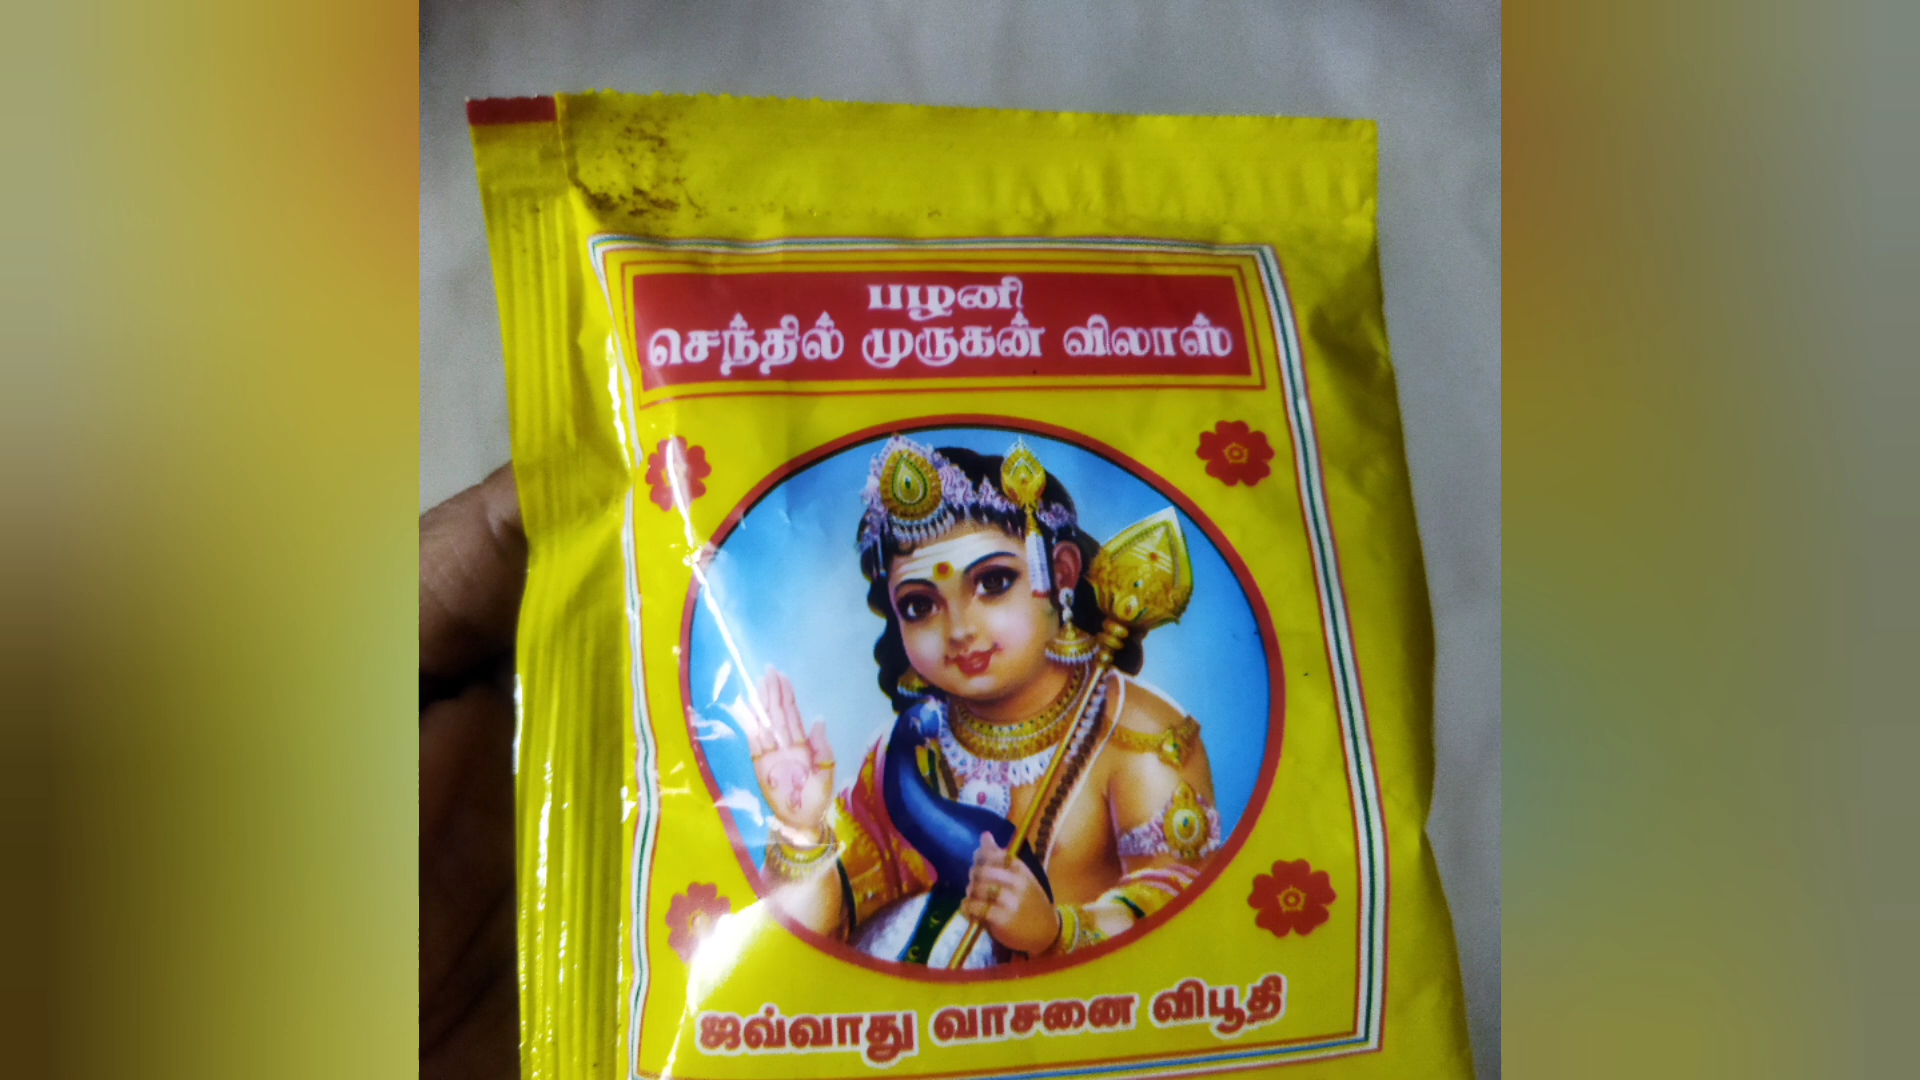 பழனி
செந்தில் முருகன் விலாஸ்
ஜவ்வாது வாசனை விபூதி